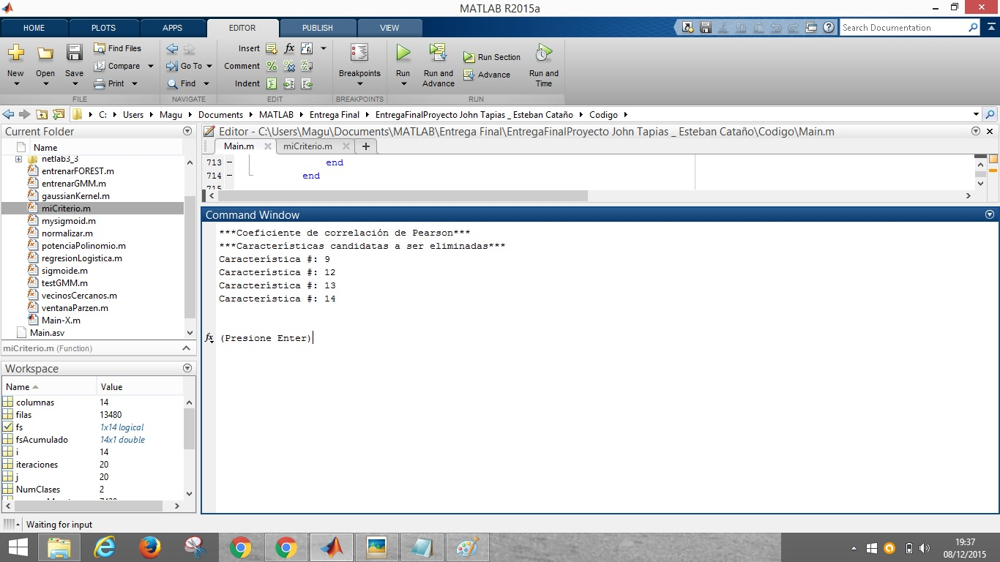 MATLAB R2015a
HOME PLOTS APPS EDITOR PUBLISH VIEW
Search Documentation
New Open Save Find Files Compare Print
FILE
Go To Find
NAVIGATE
Insert fx
Comment
Indent
EDIT
Breakpoints
BREAKPOINTS
Run Run and Advance Run Section Advance Run and Time
RUN
C: Users Magu Documents MATLAB Entrega Final EntregaFinalProyecto John Tapias _ Esteban Cataño Codigo
Current Folder
Name
netlab3_3
entrenarFOREST.m
entrenarGMM.m
gaussianKernel.m
miCriterio.m
mysigmoid.m
normalizar.m
potenciaPolinomio.m
regresionLogistica.m
sigmoide.m
testGMM.m
vecinosCercanos.m
ventanaParzen.m
Main-X.m
Main.asv
miCriterio.m (Function)
Workspace
Name Value
columnas 14
filas 13480
fs 1x14 logical
fsAcumulado 14x1 double
i 14
iteraciones 20
j 20
NumClases 2
Editor - C:\Users\Magu\Documents\MATLAB\Entrega Final\EntregaFinalProyecto John Tapias _ Esteban Cataño\Codigo\Main.m
Main.m miCriterio.m
713 end
714 end
715
Command Window
***Coeficiente de correlación de Pearson***
***Características candidatas a ser eliminadas***
Característica #: 9
Característica #: 12
Característica #: 13
Característica #: 14
fx (Presione Enter)
Waiting for input
19:37
08/12/2015